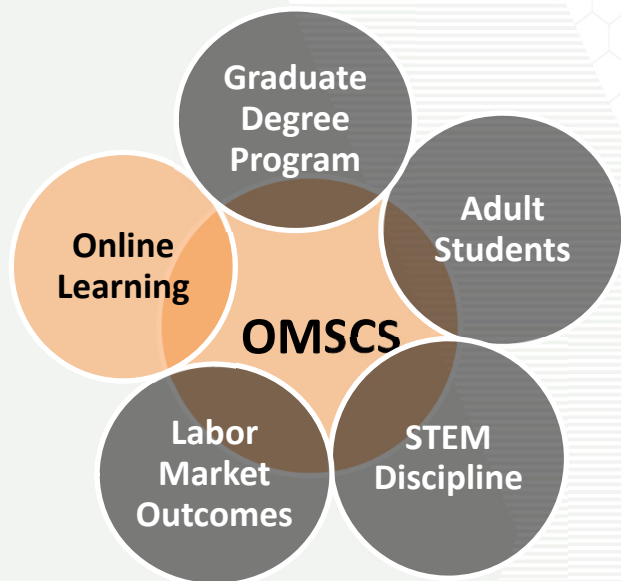 Graduate
Degree
Program
Adult
Students
Online
Learning
OMSCS
Labor
Market
Outcomes
STEM
Discipline